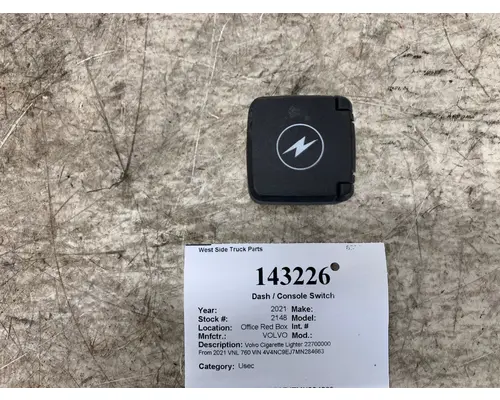 West Side Truck Parts
143226
Dash / Console Switch
Year: 2021 Make:
Stock #: 2148 Model:
Location: Office Red Box Int. #
Mnfctr.: VOLVO Mod.:
Description: Volvo Cigarette Lighter 22700000
From 2021 VNL 760 VIN 4V4NC9EJ7MN284663
Category: Used